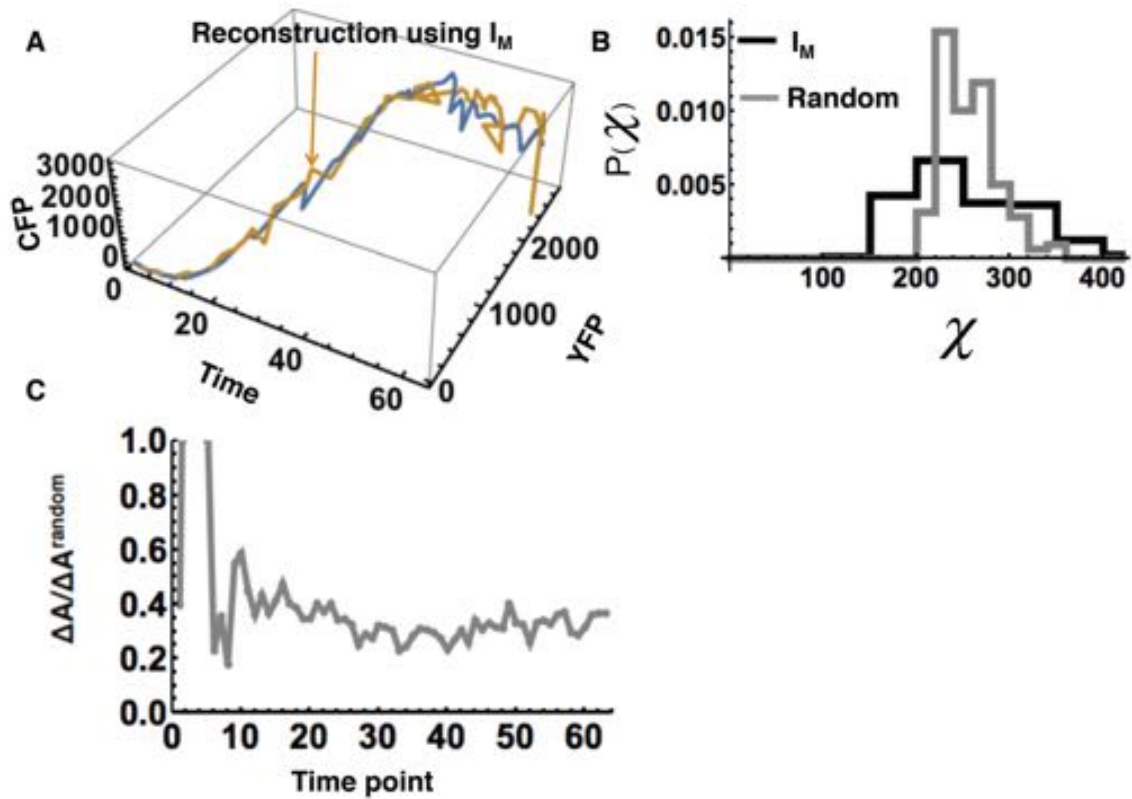 A
Reconstruction using I_M
3000
2000
1000
0
CFP
0
20
40
60
Time
0
1000
2000
YFP
B
0.015
0.010
0.005
P(χ)
I_M
Random
100
200
300
400
χ
C
1.0
0.8
0.6
0.4
0.2
0.0
ΔA/ΔA^random
0 10 20 30 40 50 60
Time point